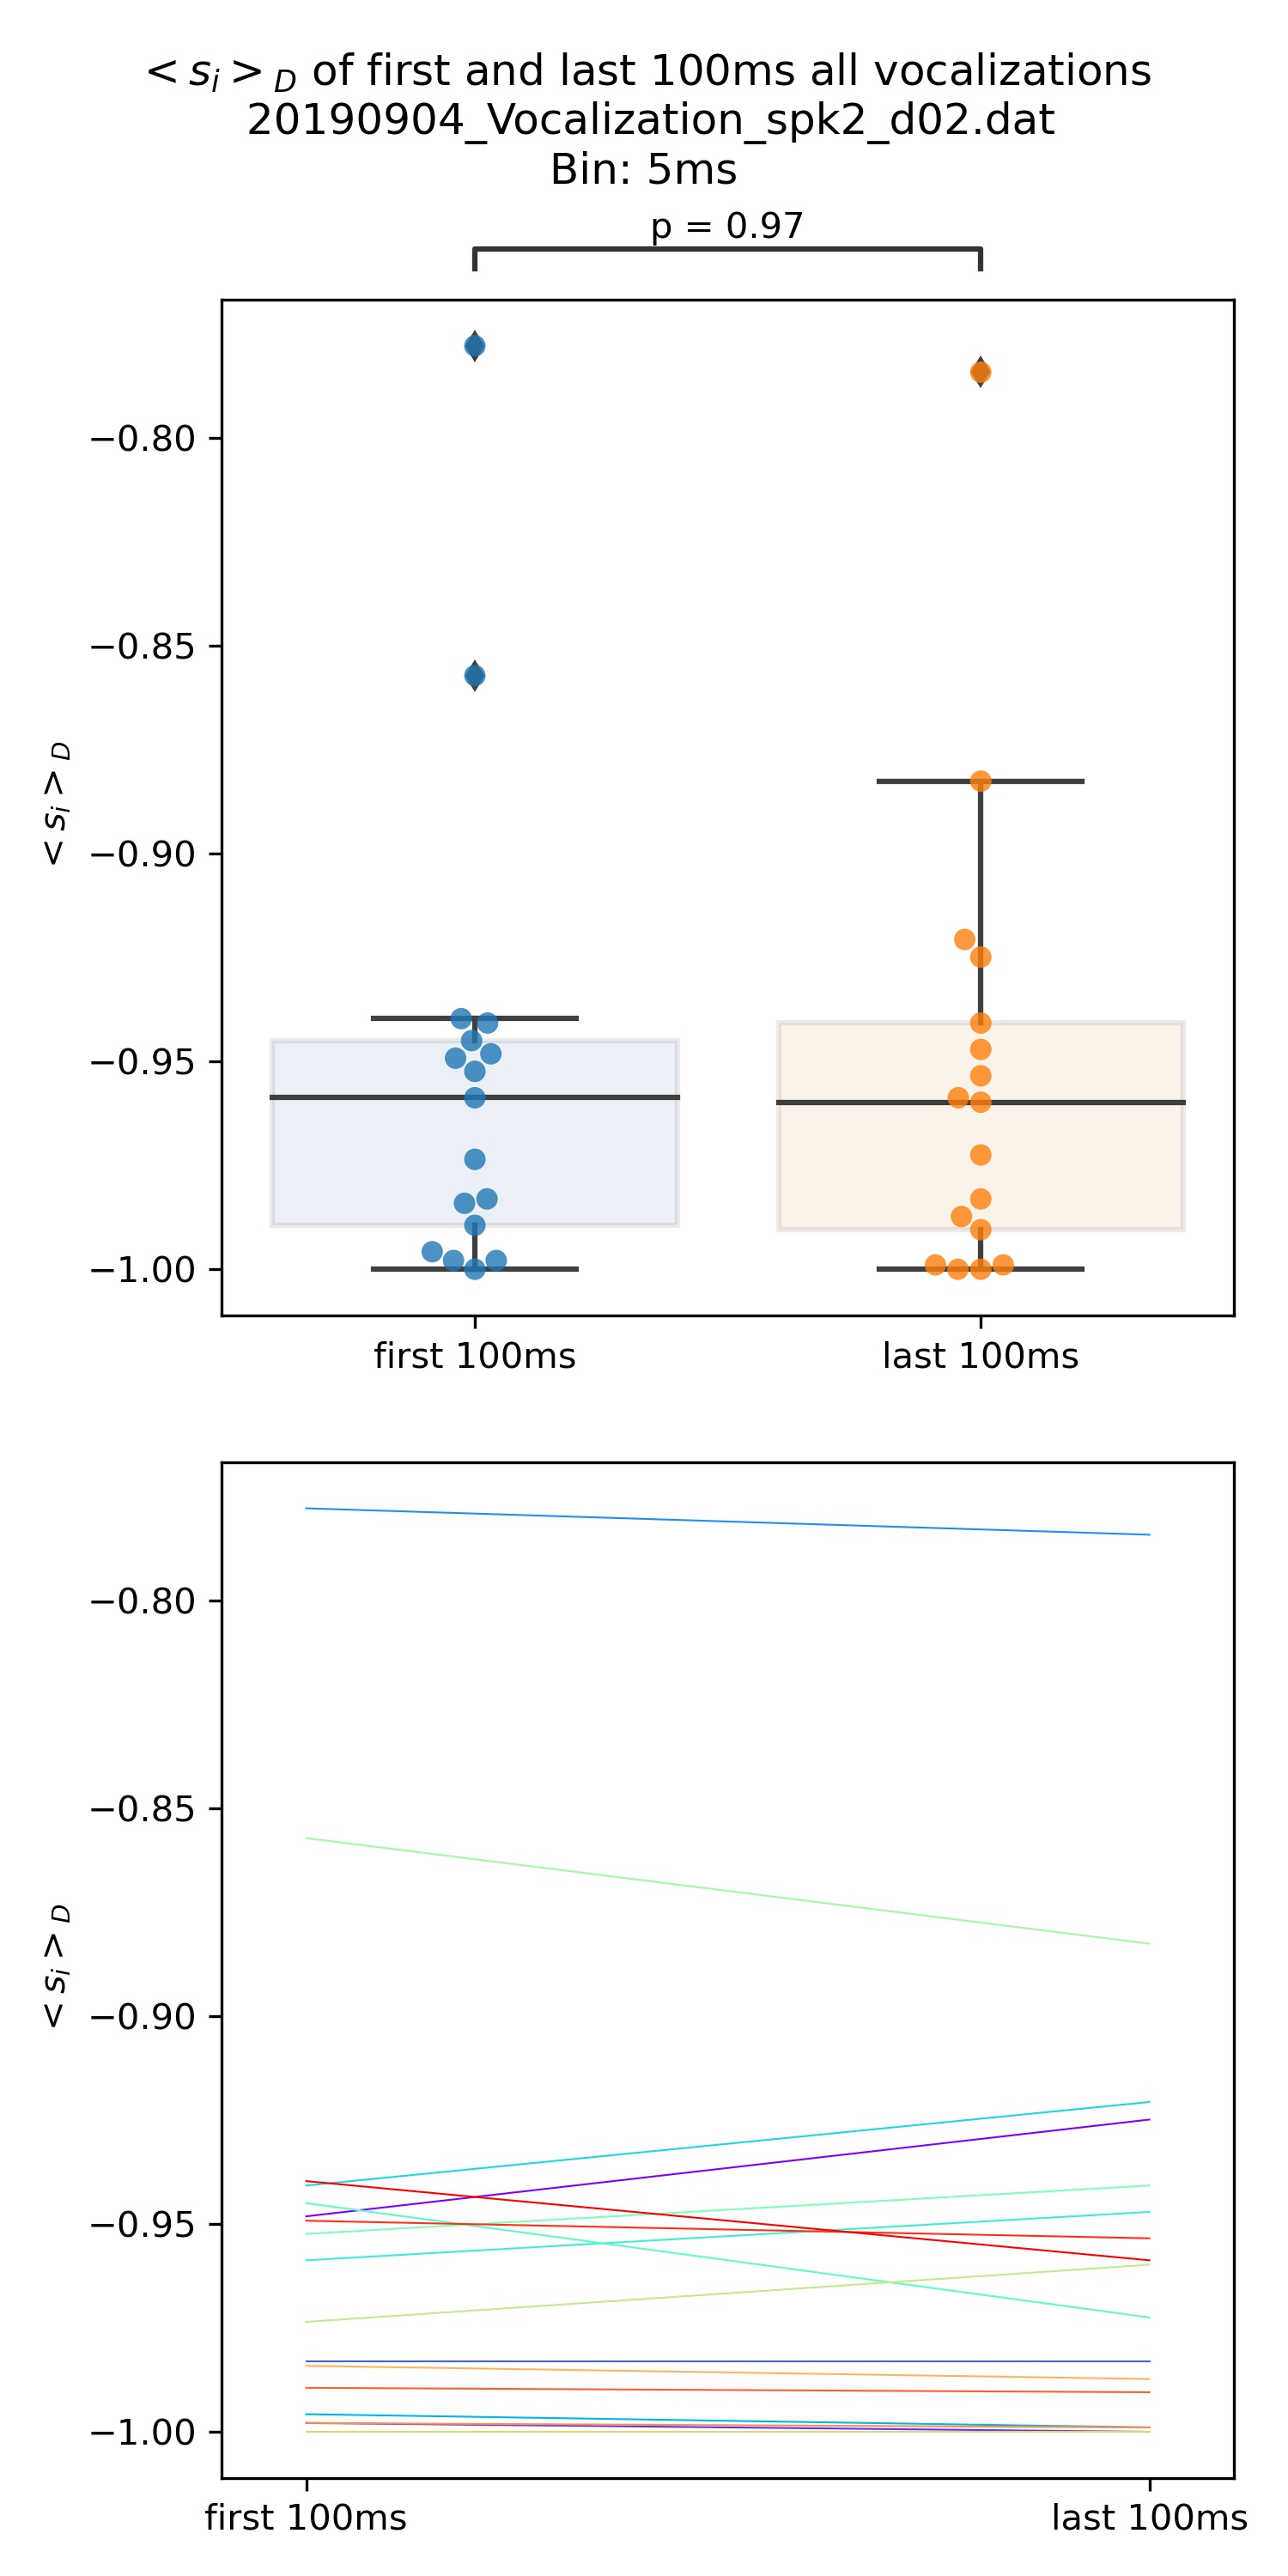 < s_i >_D of first and last 100ms all vocalizations
20190904_Vocalization_spk2_d02.dat
Bin: 5ms
p = 0.97
−0.80
−0.85
−0.90
−0.95
−1.00
< s_i >_D
first 100ms
last 100ms
−0.80
−0.85
−0.90
−0.95
−1.00
< s_i >_D
first 100ms
last 100ms